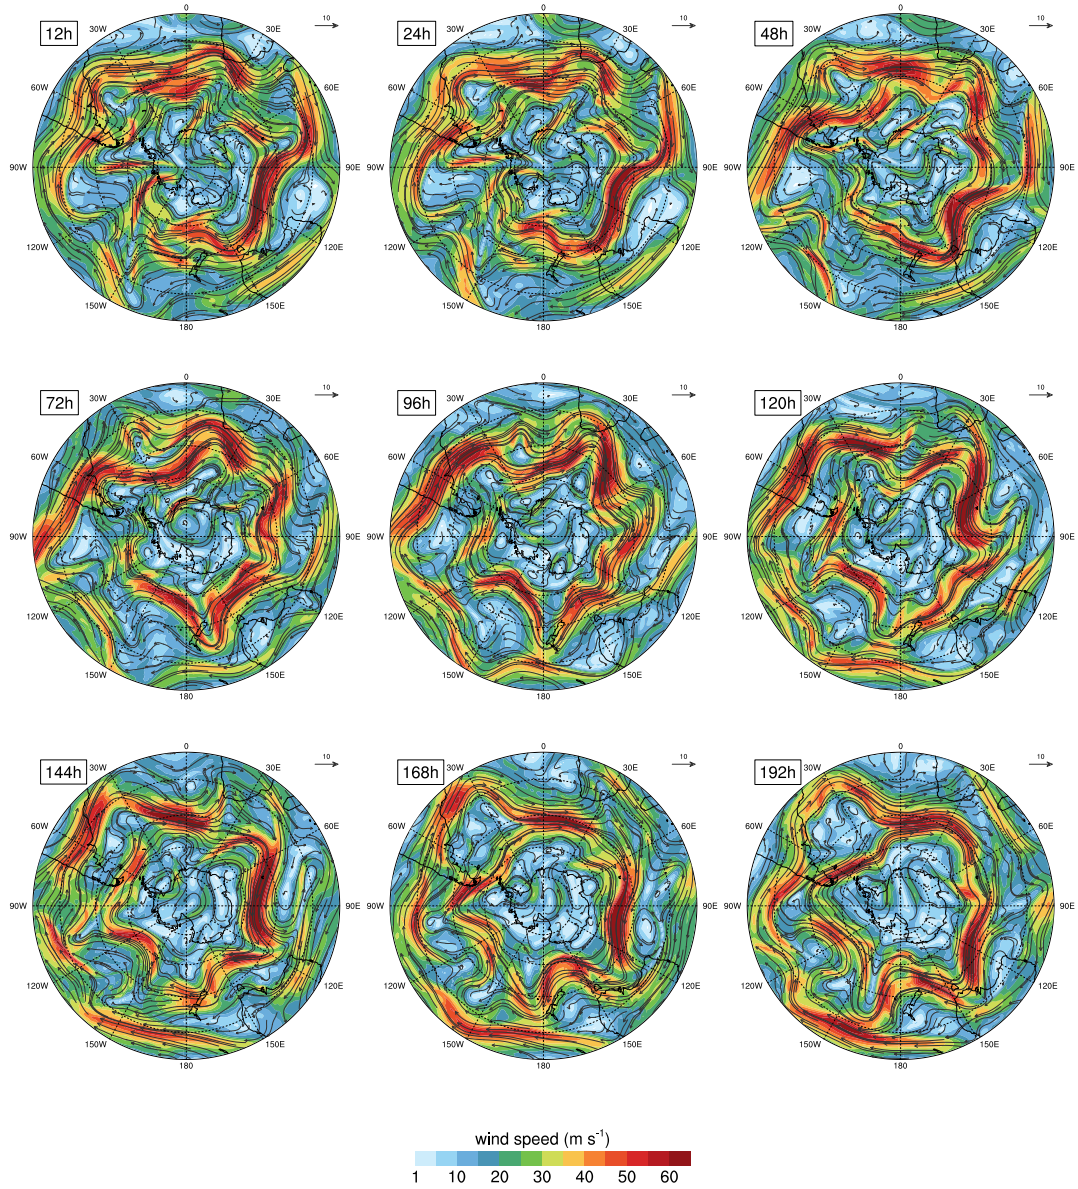 0 10 0 10 0 10
12h 30W 30E 24h 30W 30E 48h 30W 30E
60W 60E 60W 60E 60W 60E
90W 90E 90W 90E 90W 90E
120W 120E 120W 120E 120W 120E
150W 150E 150W 150E 150W 150E
180 180 180
0 10 0 10 0 10
72h 30W 30E 96h 30W 30E 120h 30W 30E
60W 60E 60W 60E 60W 60E
90W 90E 90W 90E 90W 90E
120W 120E 120W 120E 120W 120E
150W 150E 150W 150E 150W 150E
180 180 180
0 10 0 10 0 10
144h 30W 30E 168h 30W 30E 192h 30W 30E
60W 60E 60W 60E 60W 60E
90W 90E 90W 90E 90W 90E
120W 120E 120W 120E 120W 120E
150W 150E 150W 150E 150W 150E
180 180 180
wind speed (m s⁻¹)
1 10 20 30 40 50 60